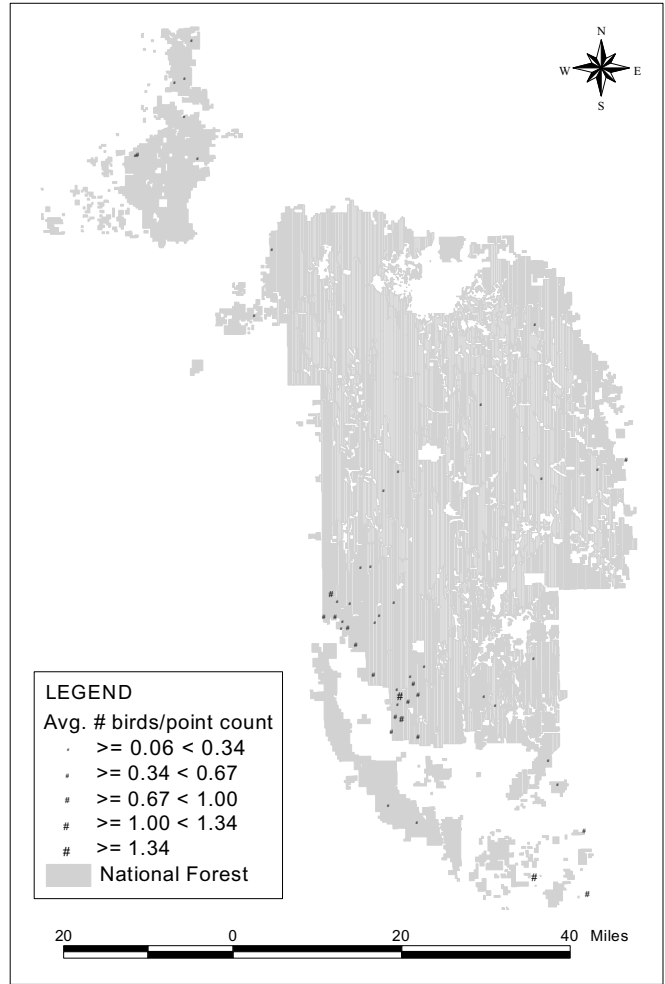 N
W E
S
LEGEND
Avg. # birds/point count
>= 0.06 < 0.34
# >= 0.34 < 0.67
# >= 0.67 < 1.00
# >= 1.00 < 1.34
# >= 1.34
National Forest
20 0 20 40 Miles